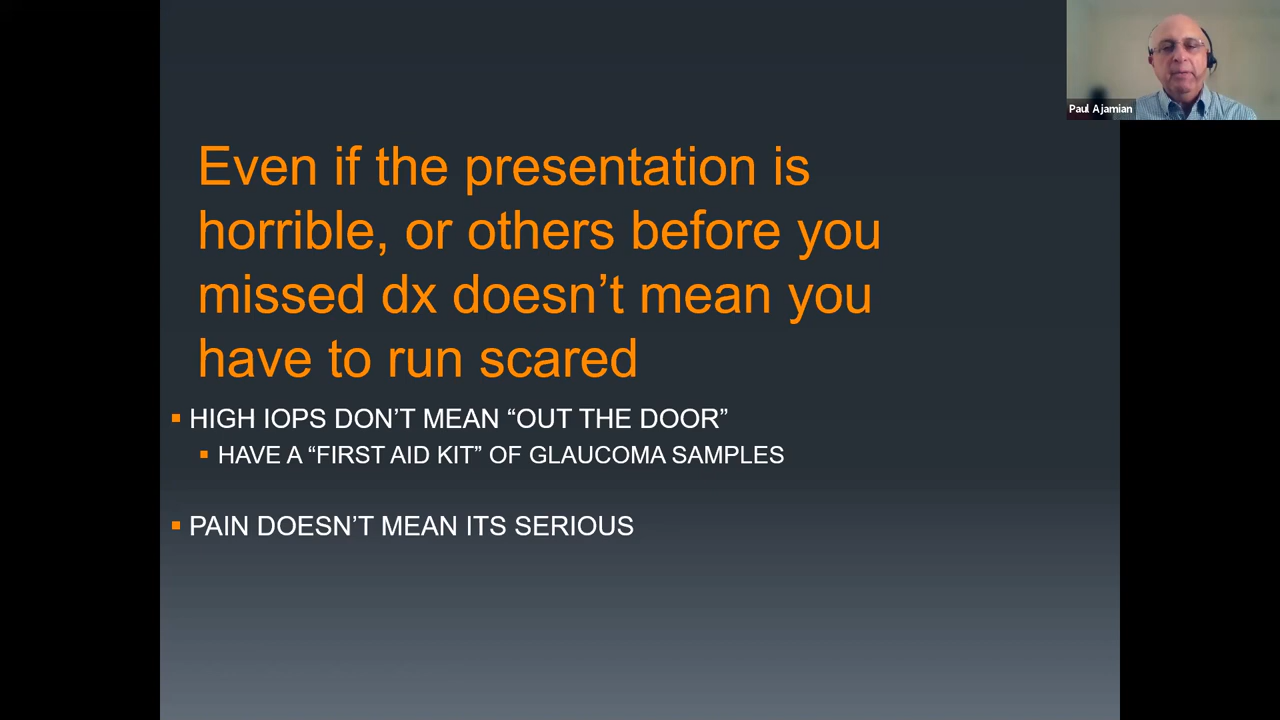 Even if the presentation is
horrible, or others before you
missed dx doesn’t mean you
have to run scared
HIGH IOPS DON’T MEAN “OUT THE DOOR”
HAVE A “FIRST AID KIT” OF GLAUCOMA SAMPLES
PAIN DOESN’T MEAN ITS SERIOUS
Paul Ajamian